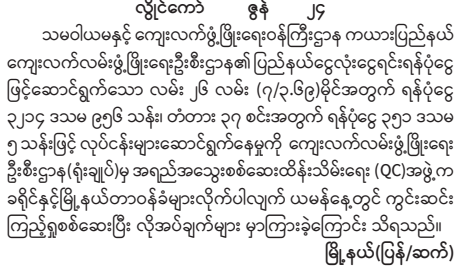 လွိုင်ကော် ဇွန် ၂၄
သမဝါယမနှင့် ကျေးလက်ဖွံ့ဖြိုးရေးဝန်ကြီးဌာန ကယားပြည်နယ်
ကျေးလက်လမ်းဖွံ့ဖြိုးရေးဦးစီးဌာန၏ ပြည်နယ်ငွေလုံးငွေရင်းရန်ပုံငွေ
ဖြင့်ဆောင်ရွက်သော လမ်း ၂၆ လမ်း (၇/၃.၆၉)မိုင်အတွက် ရန်ပုံငွေ
၃၂၁၄ ဒသမ ၉၅၆ သန်း၊ တံတား ၃၇ စင်းအတွက် ရန်ပုံငွေ ၃၅၁ ဒသမ
၅ သန်းဖြင့် လုပ်ငန်းများဆောင်ရွက်နေမှုကို ကျေးလက်လမ်းဖွံ့ဖြိုးရေး
ဦးစီးဌာန(ရုံးချုပ်)မှ အရည်အသွေးစစ်ဆေးထိန်းသိမ်းရေး (QC)အဖွဲ့က
ခရိုင်နှင့်မြို့နယ်တာဝန်ခံများလိုက်ပါလျက် ယမန်နေ့တွင် ကွင်းဆင်း
ကြည့်ရှုစစ်ဆေးပြီး လိုအပ်ချက်များ မှာကြားခဲ့ကြောင်း သိရသည်။
မြို့နယ်(ပြန်/ဆက်)